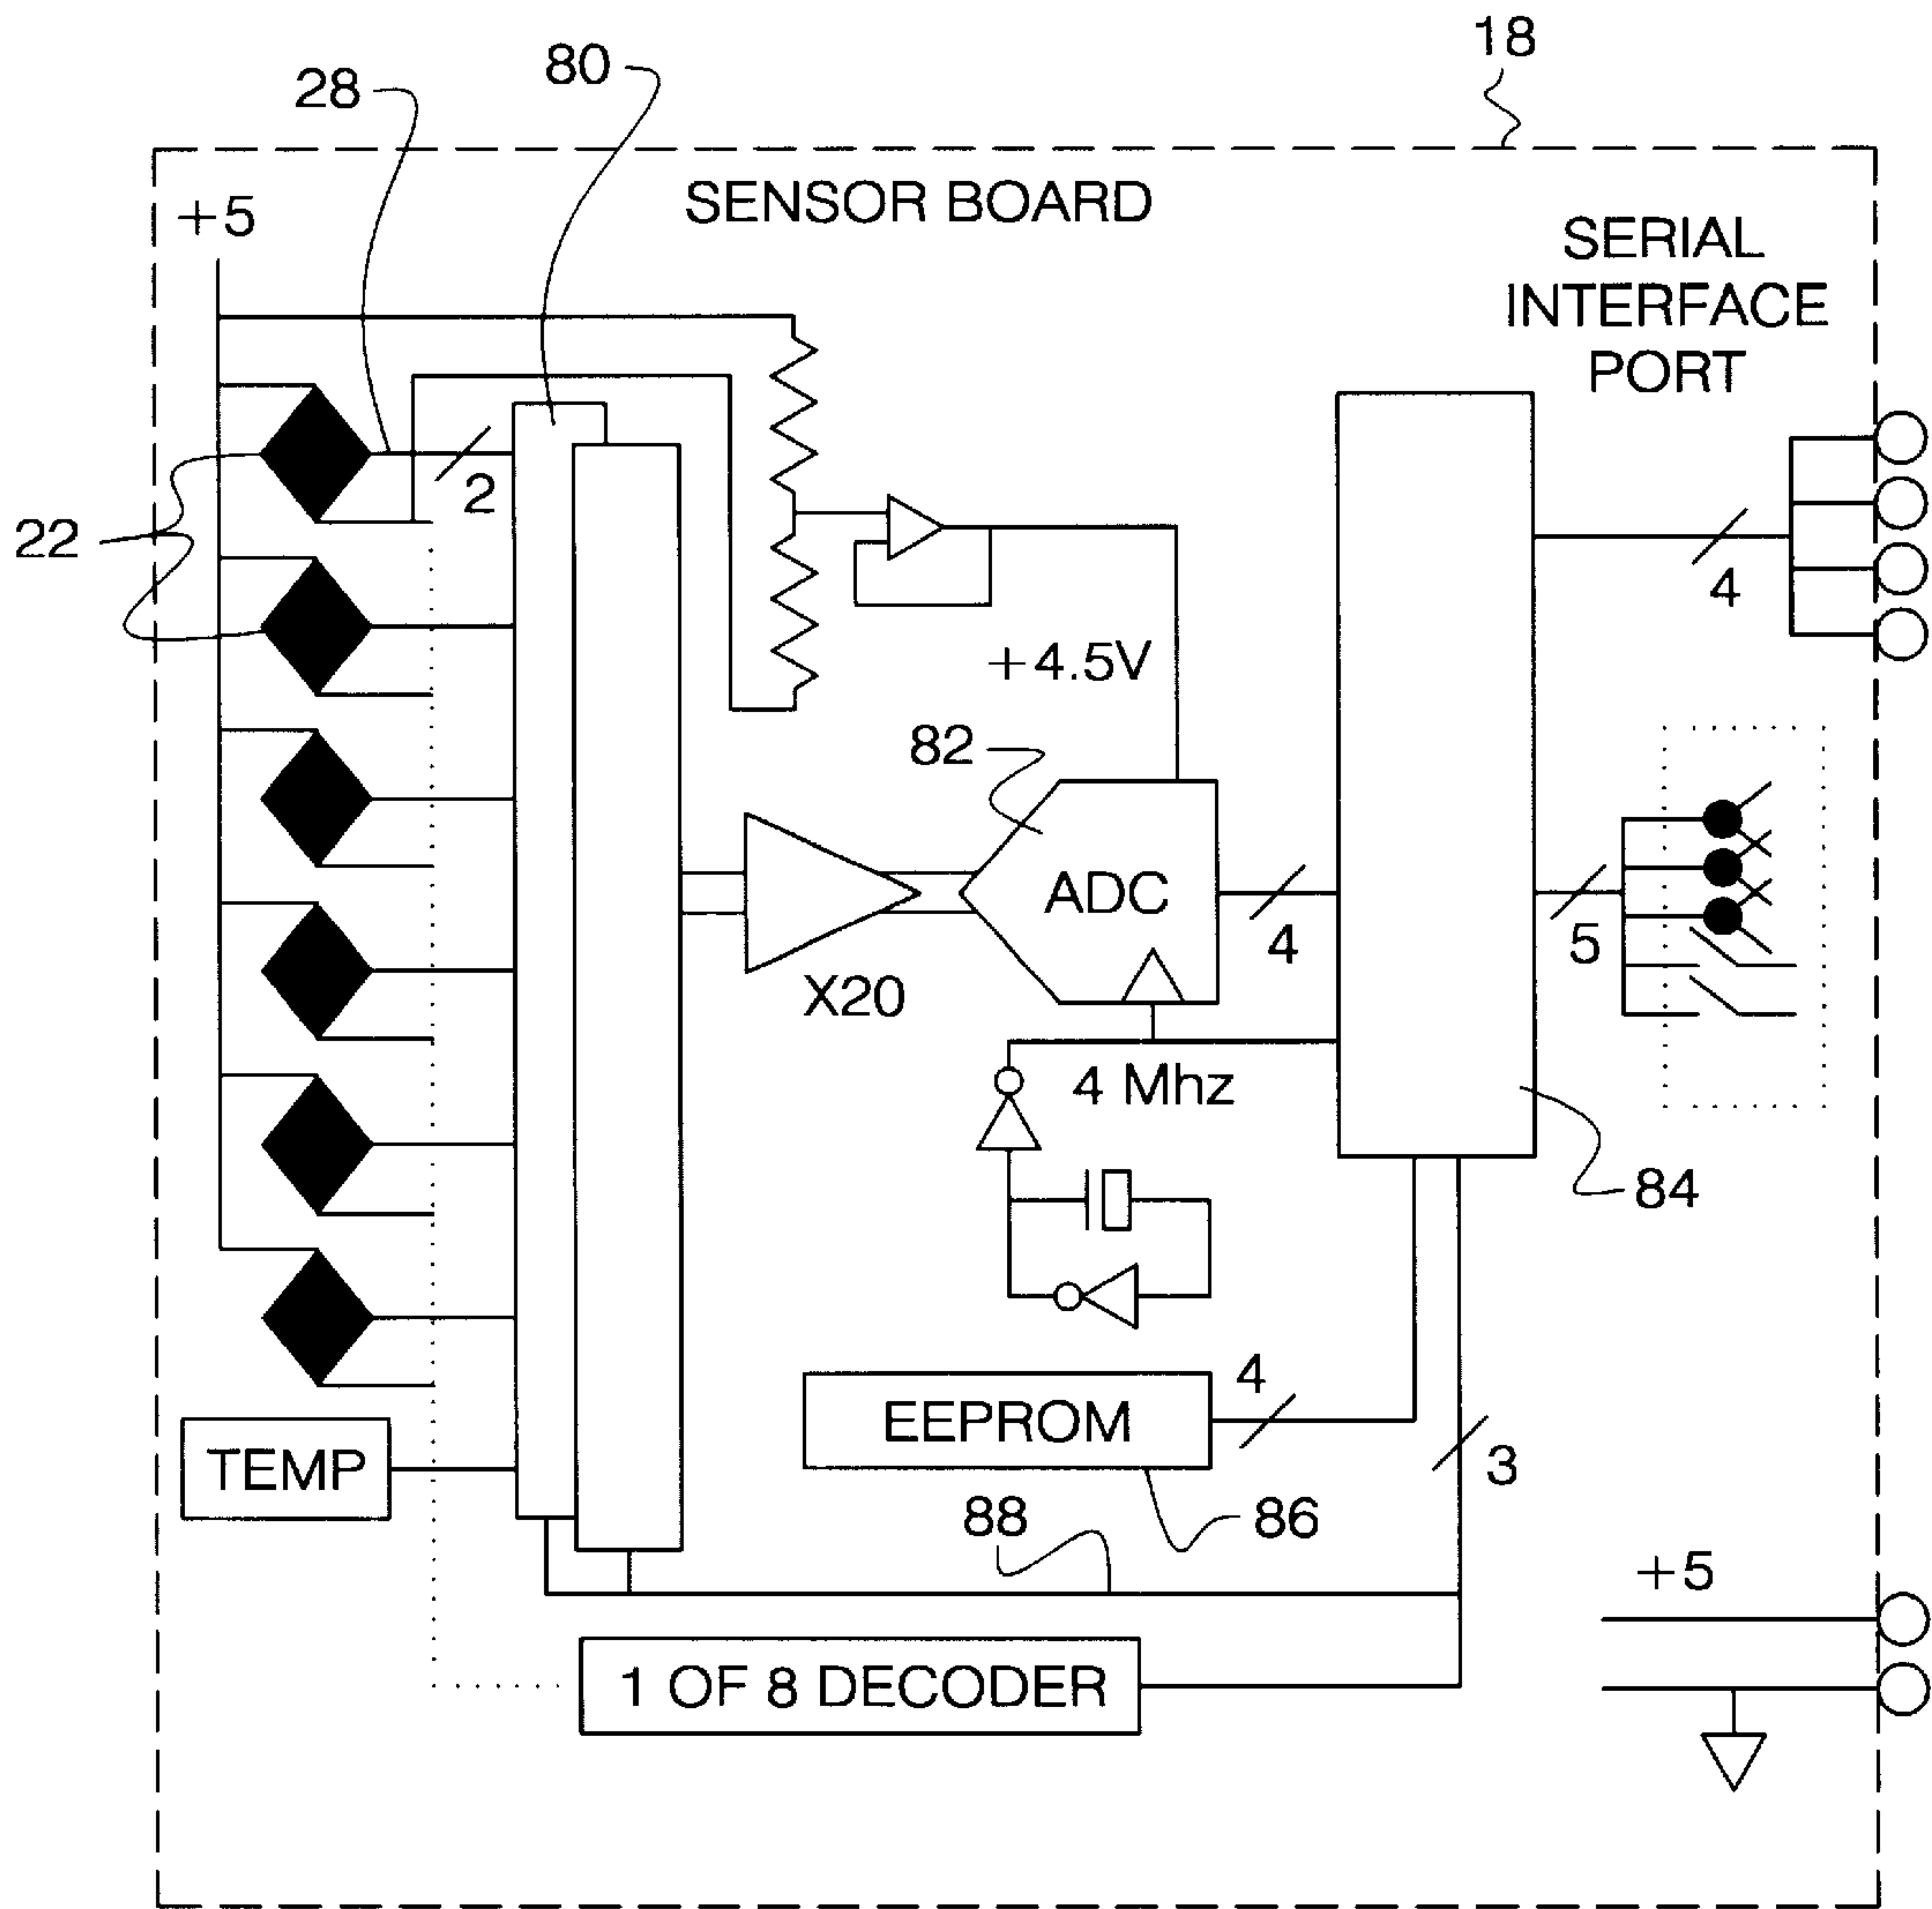 18
80
28
SENSOR BOARD
+5
SERIAL
INTERFACE
PORT
2
22
4
+4.5V
82
ADC
4
5
X20
4 Mhz
84
4
EEPROM
3
TEMP
88
86
+5
1 OF 8 DECODER